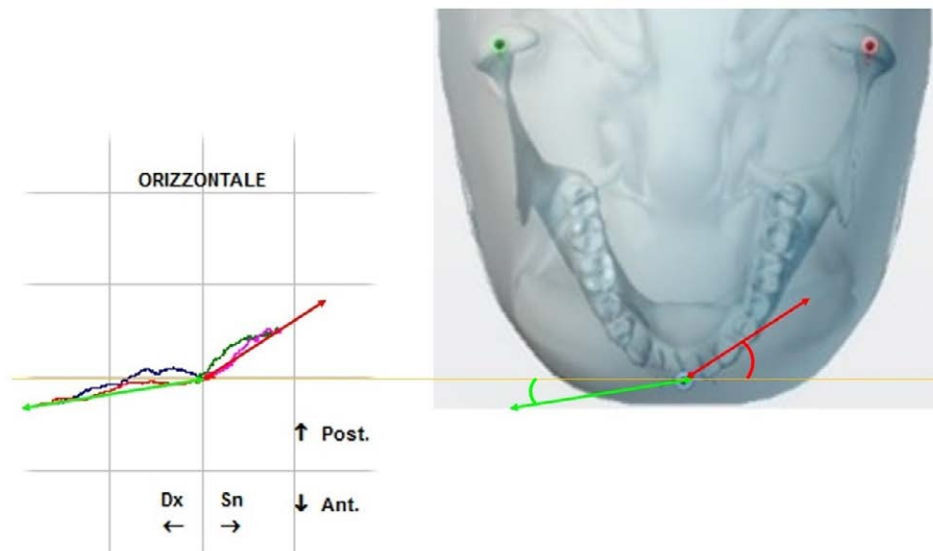 ORIZZONTALE
↑ Post.
Dx Sn
← →
↓ Ant.